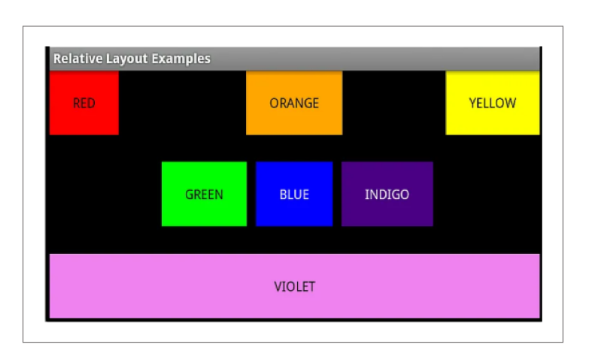 Relative Layout Examples
RED ORANGE YELLOW
GREEN BLUE INDIGO
VIOLET